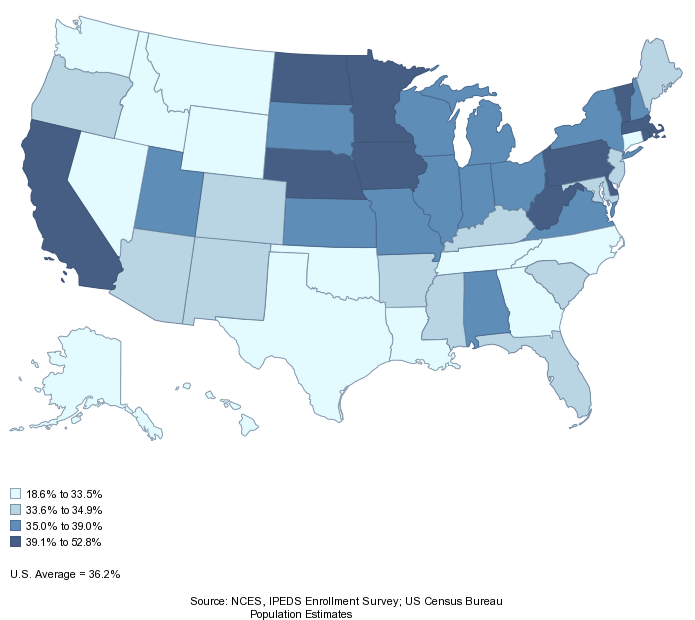 18.6% to 33.5%
33.6% to 34.9%
35.0% to 39.0%
39.1% to 52.8%
U.S. Average = 36.2%
Source: NCES, IPEDS Enrollment Survey; US Census Bureau
Population Estimates